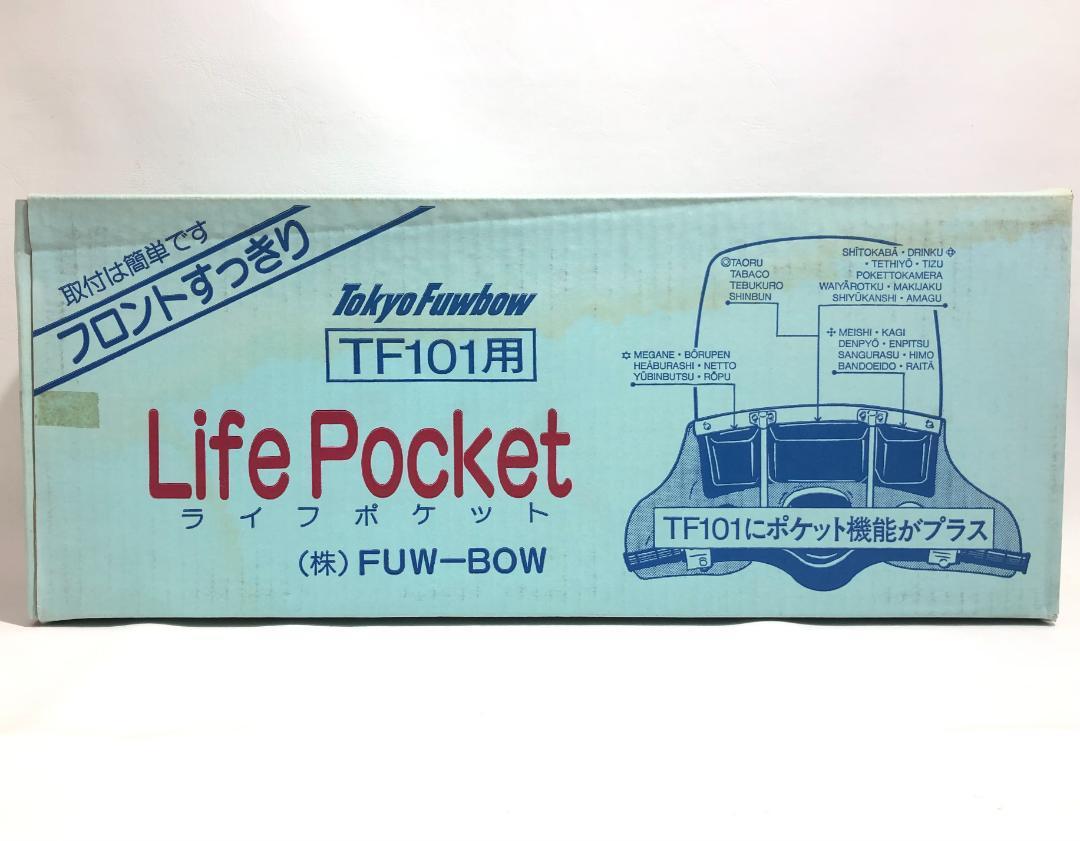 取付は簡単です
フロントすっきり
TokyoFuwbow
TF101用
Life Pocket
ライフポケット
(株) FUW-BOW
◎TAORU
TABACO
TEBUKURO
SHINBUN
SHĪTOKABĀ・DRINKU
・TETHIYŌ・TIZU
POKETTOKAMERA
WAIYĀROTKU・MAKIJAKU
SHIYŪKANSHI・AMAGU
MEISHI・KAGI
DENPYŌ・ENPITSU
SANGURASU・HIMO
BANDOEIDO・RAITĀ
✡MEGANE・BŌRUPEN
HEĀBURASHI・NETTO
YŪBINBUTSU・RŌPU
TF101にポケット機能がプラス